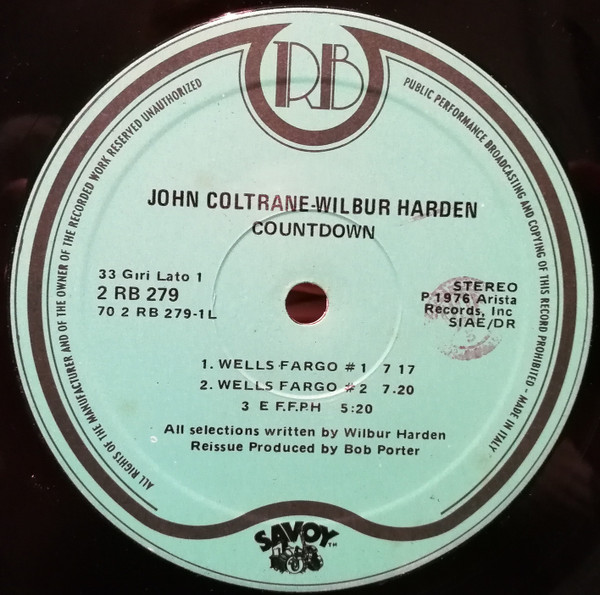 RB
ALL RIGHTS OF THE MANUFACTURER AND OF THE OWNER OF THE RECORDED WORK RESERVED UNAUTHORIZED
PUBLIC PERFORMANCE BROADCASTING AND COPYING OF THIS RECORD PROHIBITED - MADE IN ITALY
JOHN COLTRANE-WILBUR HARDEN
COUNTDOWN
33 Giri Lato 1
2 RB 279
70 2 RB 279-1L
STEREO
P 1976 Arista
Records, Inc
SIAE/DR
1. WELLS FARGO #1 7 17
2. WELLS FARGO #2 7.20
3 E F.F.P.H 5:20
All selections written by Wilbur Harden
Reissue Produced by Bob Porter
SAVOY TM